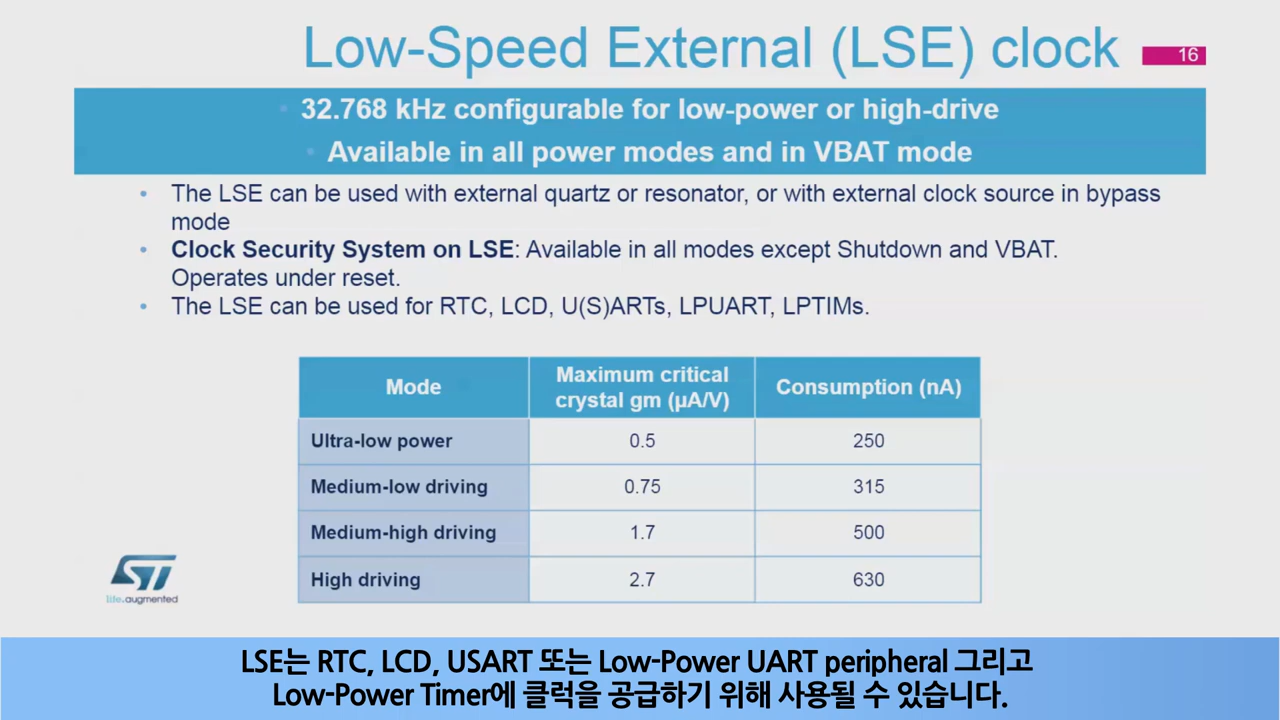 Low-Speed External (LSE) clock
16
• 32.768 kHz configurable for low-power or high-drive
• Available in all power modes and in VBAT mode
• The LSE can be used with external quartz or resonator, or with external clock source in bypass
mode
• Clock Security System on LSE: Available in all modes except Shutdown and VBAT.
Operates under reset.
• The LSE can be used for RTC, LCD, U(S)ARTs, LPUART, LPTIMs.
Mode Maximum critical crystal gm (µA/V) Consumption (nA)
Ultra-low power 0.5 250
Medium-low driving 0.75 315
Medium-high driving 1.7 500
High driving 2.7 630
ST
life.augmented
LSE는 RTC, LCD, USART 또는 Low-Power UART peripheral 그리고
Low-Power Timer에 클럭을 공급하기 위해 사용될 수 있습니다.